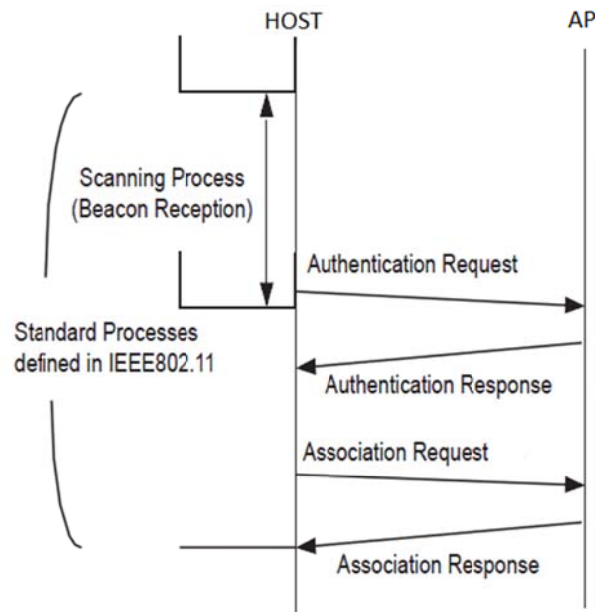 HOST
AP
Scanning Process
(Beacon Reception)
Authentication Request
Standard Processes
defined in IEEE802.11
Authentication Response
Association Request
Association Response